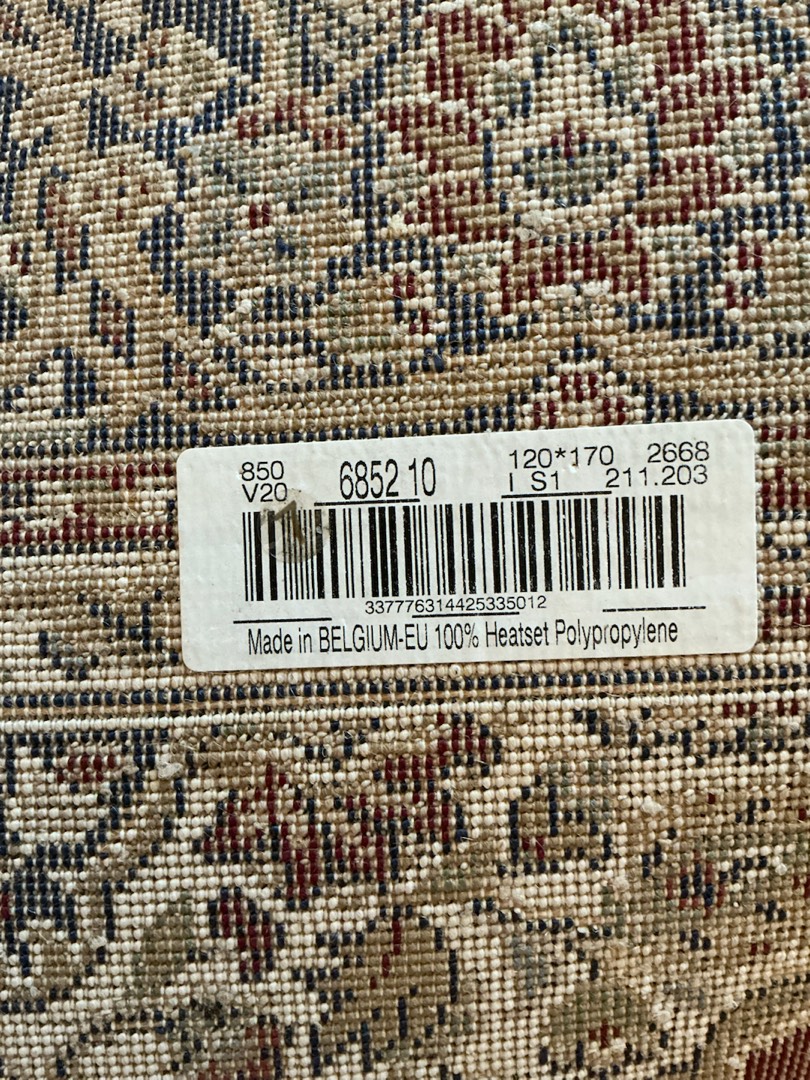 850 6852 10 120*170 2668
V20 I S1 211.203
337776314425335012
Made in BELGIUM-EU 100% Heatset Polypropylene